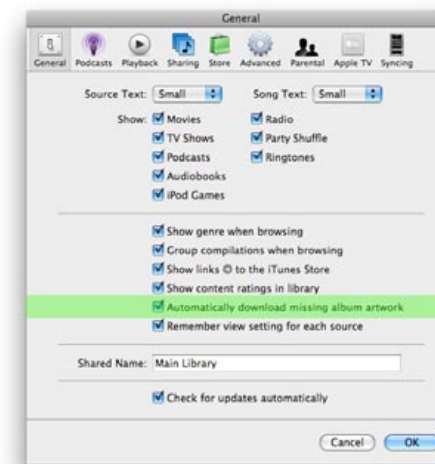 General
General Podcasts Playback Sharing Store Advanced Parental Apple TV Syncing
Source Text: Small Song Text: Small
Show: Movies Radio
TV Shows Party Shuffle
Podcasts Ringtones
Audiobooks
iPod Games
Show genre when browsing
Group compilations when browsing
Show links to the iTunes Store
Show content ratings in library
Automatically download missing album artwork
Remember view setting for each source
Shared Name: Main Library
Check for updates automatically
Cancel OK